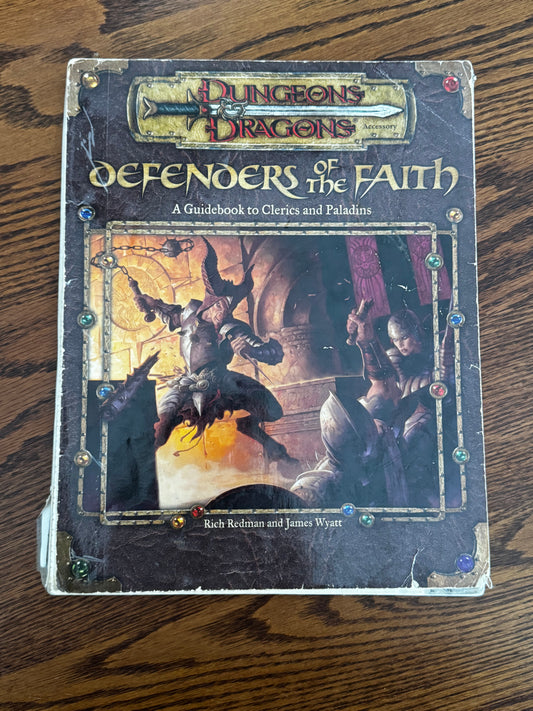 DUNGEONS
DRAGONS
Accessory
DEFENDERS OF THE FAITH
A Guidebook to Clerics and Paladins
Rich Redman and James Wyatt